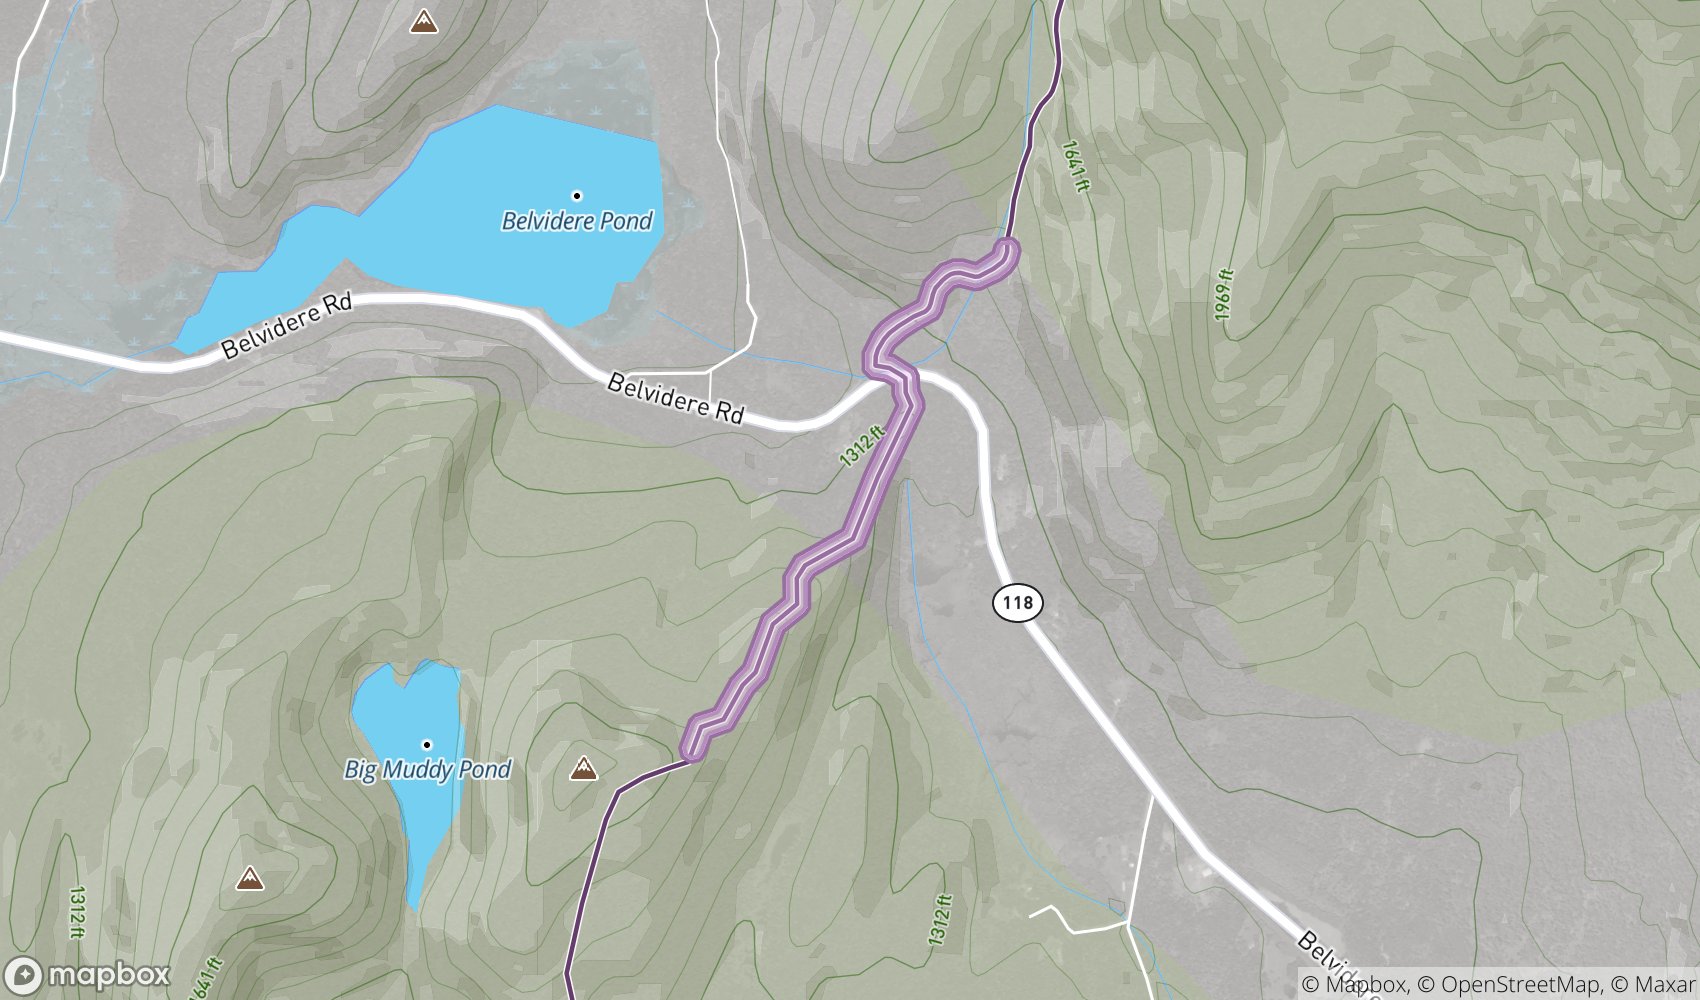 1641 ft
Belvidere Pond
1969 ft
Belvidere Rd
Belvidere Rd
1312 ft
118
Big Muddy Pond
1312 ft
1312 ft
1641 ft
Belvidere
mapbox
© Mapbox, © OpenStreetMap, © Maxar